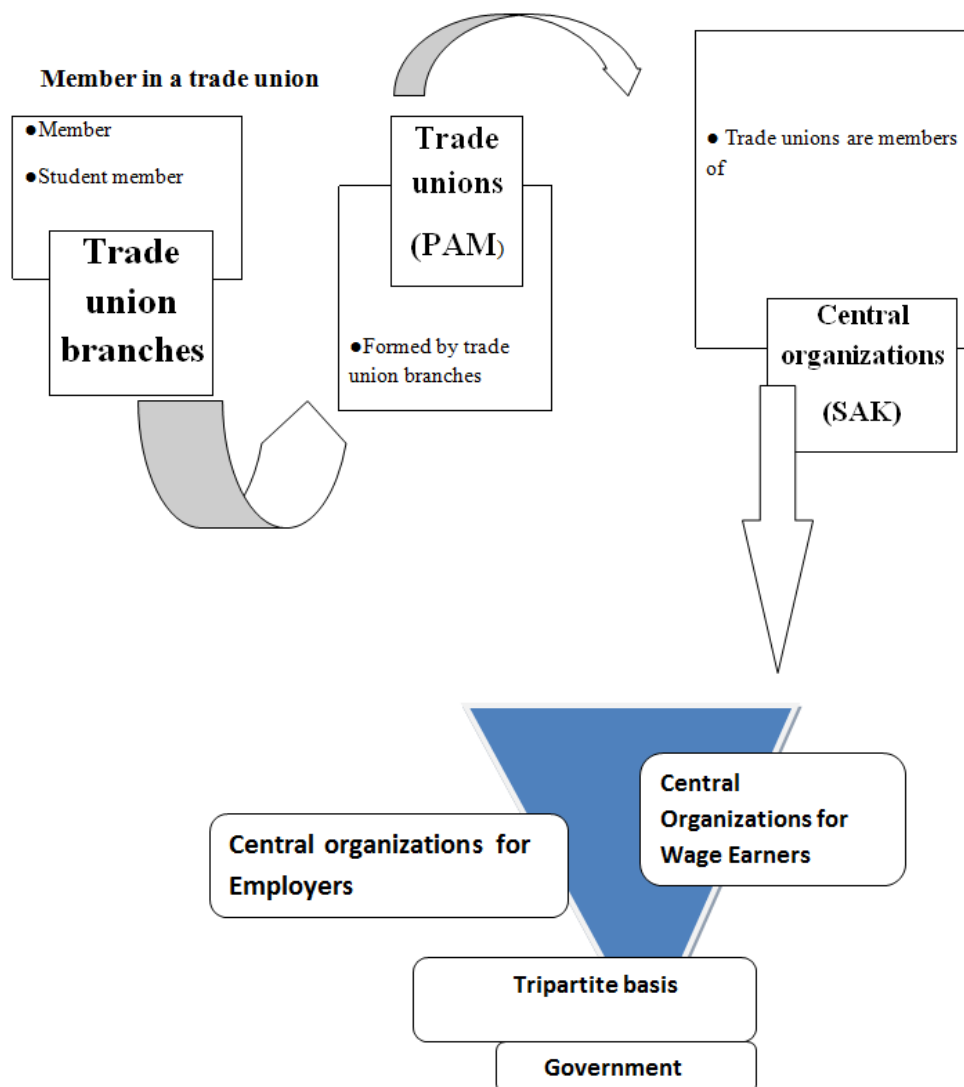 Member in a trade union
●Member
●Student member
Trade
union
branches
Trade
unions
(PAM)
●Formed by trade
union branches
● Trade unions are members
of
Central
organizations
(SAK)
Central
Organizations for
Wage Earners
Central organizations for
Employers
Tripartite basis
Government